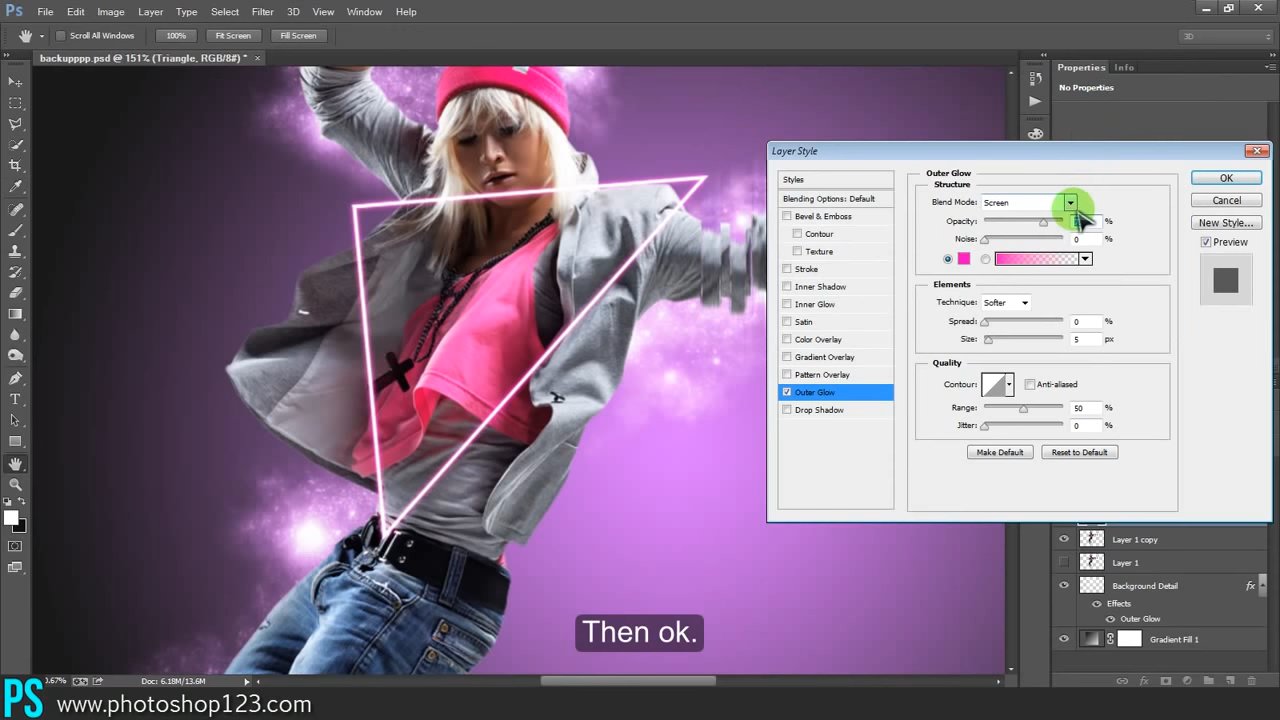 Ps File Edit Image Layer Type Select Filter 3D View Window Help
Scroll All Windows 100% Fit Screen Fill Screen 3D
backupppp.psd @ 151% (Triangle, RGB/8#) * ×
Properties Info
No Properties
Layer Style
Styles
Blending Options: Default
Bevel & Emboss
Contour
Texture
Stroke
Inner Shadow
Inner Glow
Satin
Color Overlay
Gradient Overlay
Pattern Overlay
Outer Glow
Drop Shadow
Outer Glow
Structure
Blend Mode: Screen
Opacity: %
Noise: 0 %
Elements
Technique: Softer
Spread: 0 %
Size: 5 px
Quality
Contour: Anti-aliased
Range: 50 %
Jitter: 0 %
Make Default Reset to Default
OK
Cancel
New Style...
Preview
Layer 1 copy
Layer 1
Background Detail fx
Effects
Outer Glow
Gradient Fill 1
Then ok.
Doc: 6.18M/13.6M
PS www.photoshop123.com